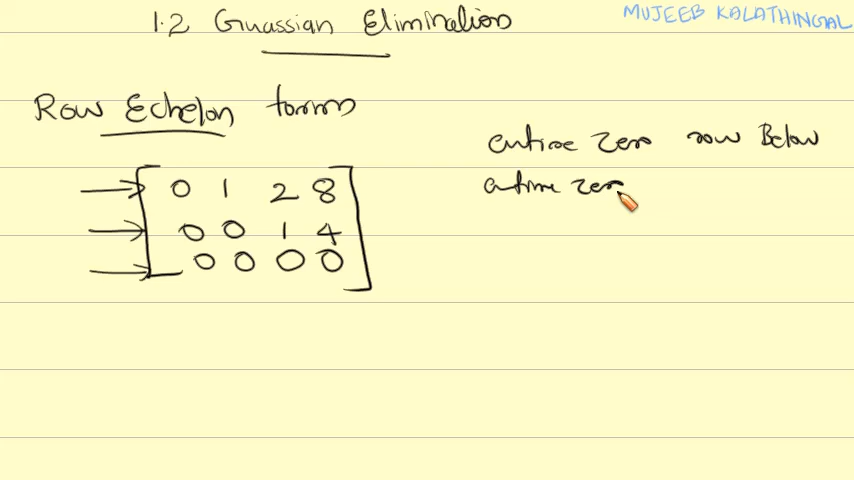 1.2 Guassian Elimination
MUJEEB KALATHINGAL
Row Echelon forms
entire zero row Below
entire zero
0 1 2 8
0 0 1 4
0 0 0 0